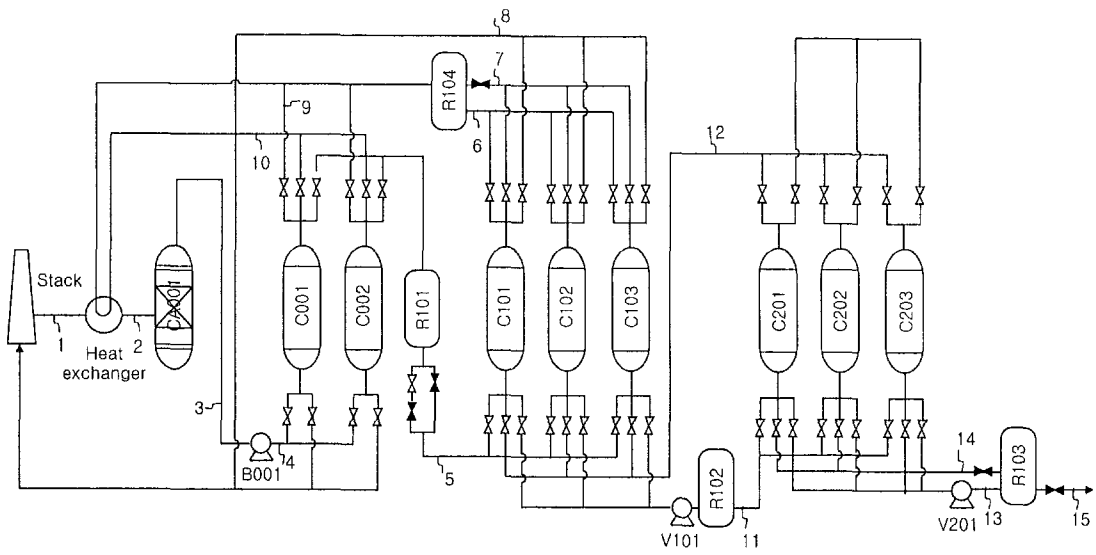 8
7
R104
9
6
10
12
Stack
CA001
C001
C002
R101
C101
C102
C103
C201
C202
C203
1
2
Heat
exchanger
3
B001
4
5
V101
R102
11
14
R103
V201
13
15